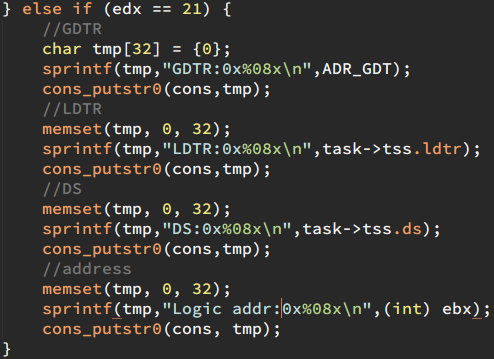 } else if (edx == 21) {
//GDTR
char tmp[32] = {0};
sprintf(tmp,"GDTR:0x%08x\n",ADR_GDT);
cons_putstr0(cons,tmp);
//LDTR
memset(tmp, 0, 32);
sprintf(tmp,"LDTR:0x%08x\n",task->tss.ldtr);
cons_putstr0(cons,tmp);
//DS
memset(tmp, 0, 32);
sprintf(tmp,"DS:0x%08x\n",task->tss.ds);
cons_putstr0(cons,tmp);
//address
memset(tmp, 0, 32);
sprintf(tmp,"Logic addr:0x%08x\n",(int) ebx);
cons_putstr0(cons, tmp);
}